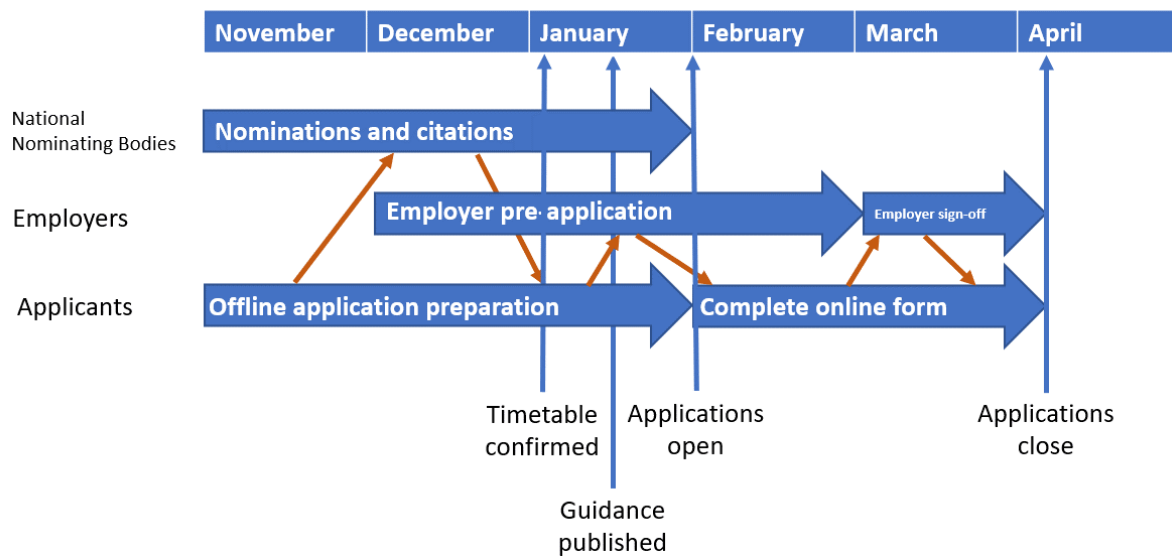 November December January February March April
National
Nominating Bodies
Nominations and citations
Employers
Employer pre-application
Employer sign-off
Applicants
Offline application preparation
Complete online form
Timetable
confirmed
Applications
open
Applications
close
Guidance
published